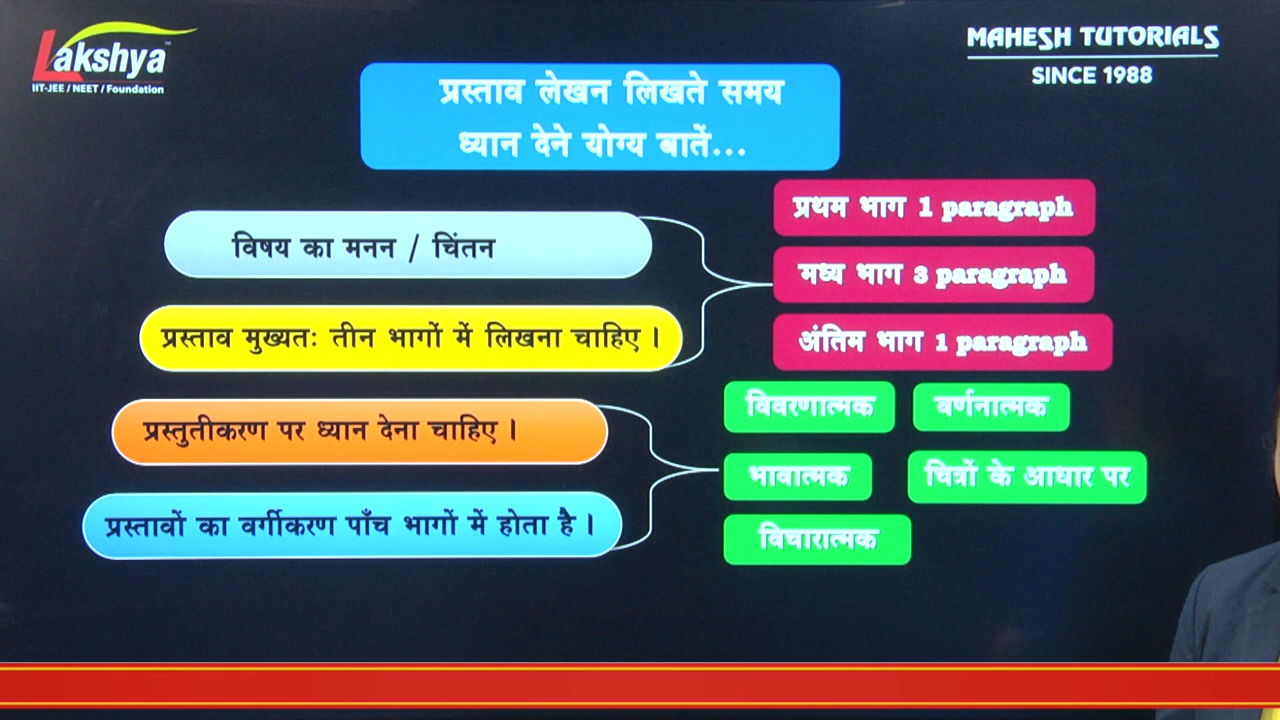 Lakshya
IIT-JEE / NEET / Foundation
MAHESH TUTORIALS
SINCE 1988
प्रस्ताव लेखन लिखते समय
ध्यान देने योग्य बातें...
विषय का मनन / चिंतन
प्रस्ताव मुख्यतः तीन भागों में लिखना चाहिए ।
प्रथम भाग 1 paragraph
मध्य भाग 3 paragraph
अंतिम भाग 1 paragraph
प्रस्तुतीकरण पर ध्यान देना चाहिए ।
प्रस्तावों का वर्गीकरण पाँच भागों में होता है ।
विवरणात्मक
वर्णनात्मक
भावात्मक
चित्रों के आधार पर
विचारात्मक